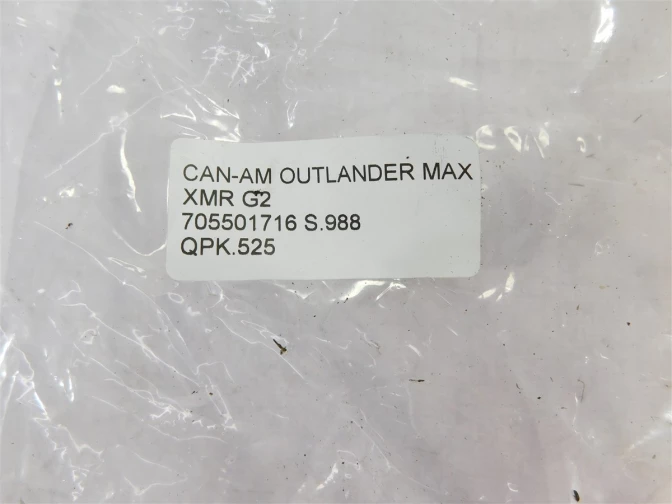 CAN-AM OUTLANDER MAX
XMR G2
705501716 S.988
QPK.525